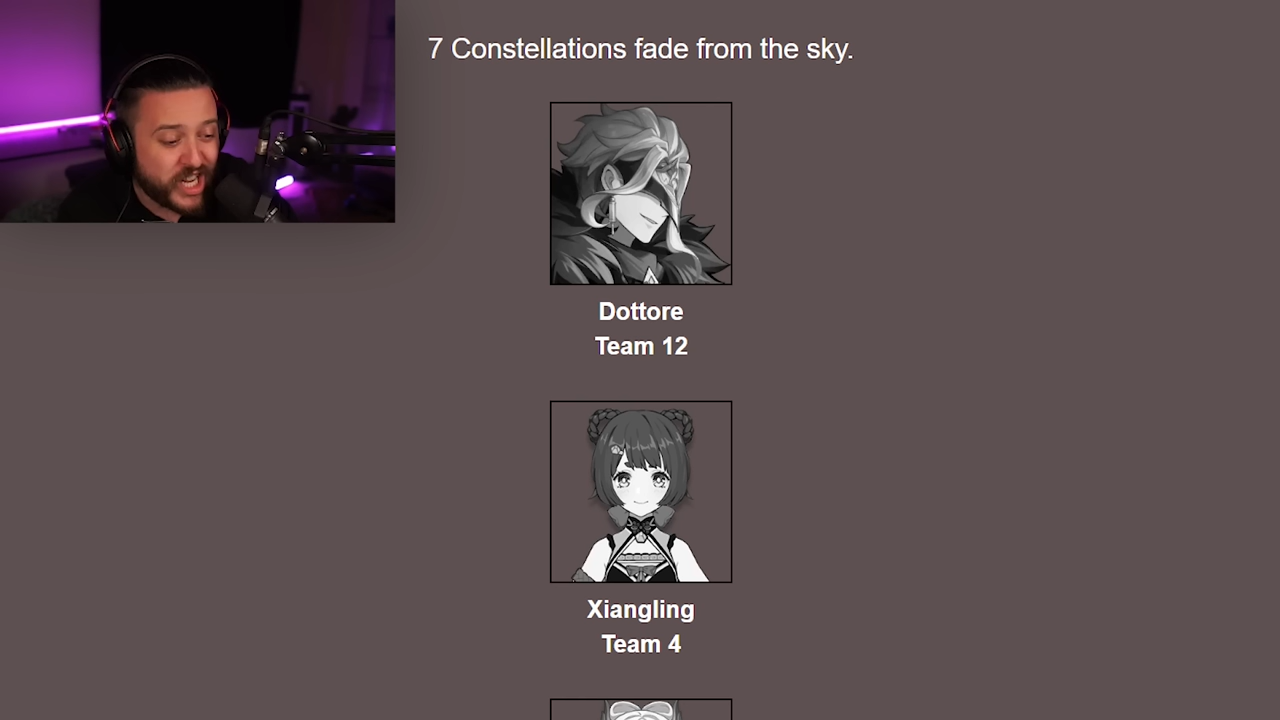 7 Constellations fade from the sky.
Dottore
Team 12
Xiangling
Team 4